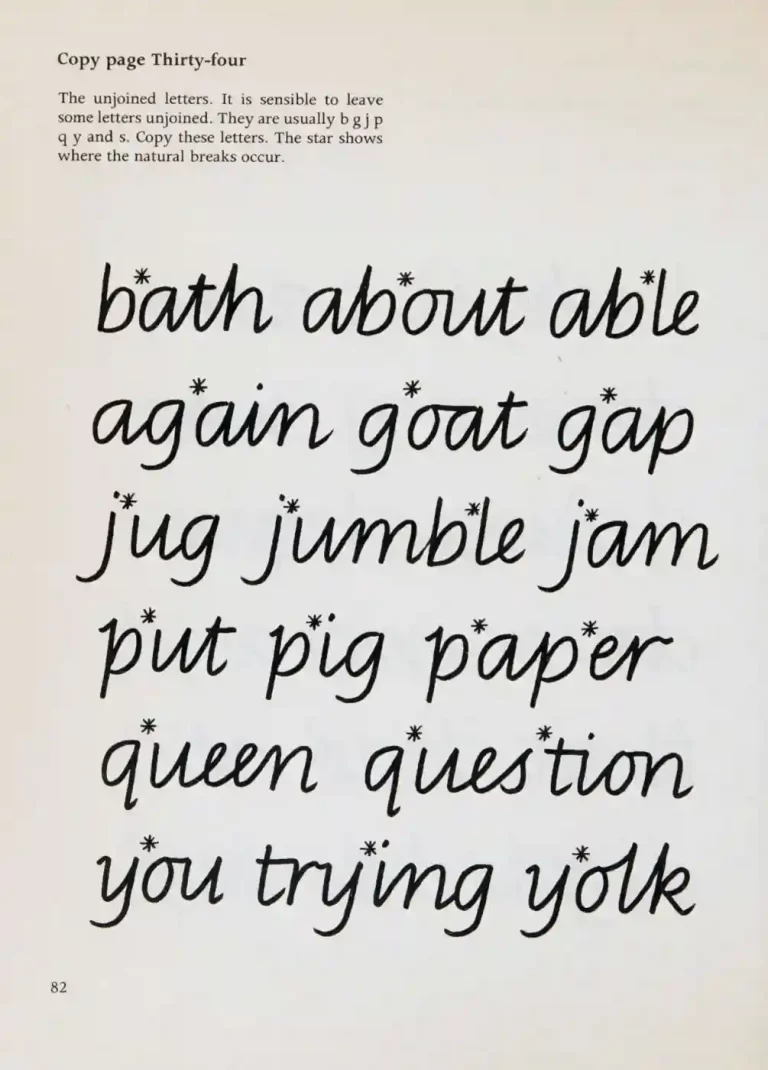 Copy page Thirty-four
The unjoined letters. It is sensible to leave
some letters unjoined. They are usually b g j p
q y and s. Copy these letters. The star shows
where the natural breaks occur.
b*ath ab*out ab*le
ag*ain g*oat g*ap
j*ug j*umb*le j*am
p*ut p*ig p*ap*er
q*ueen q*ues*tion
y*ou try*ing y*olk
82